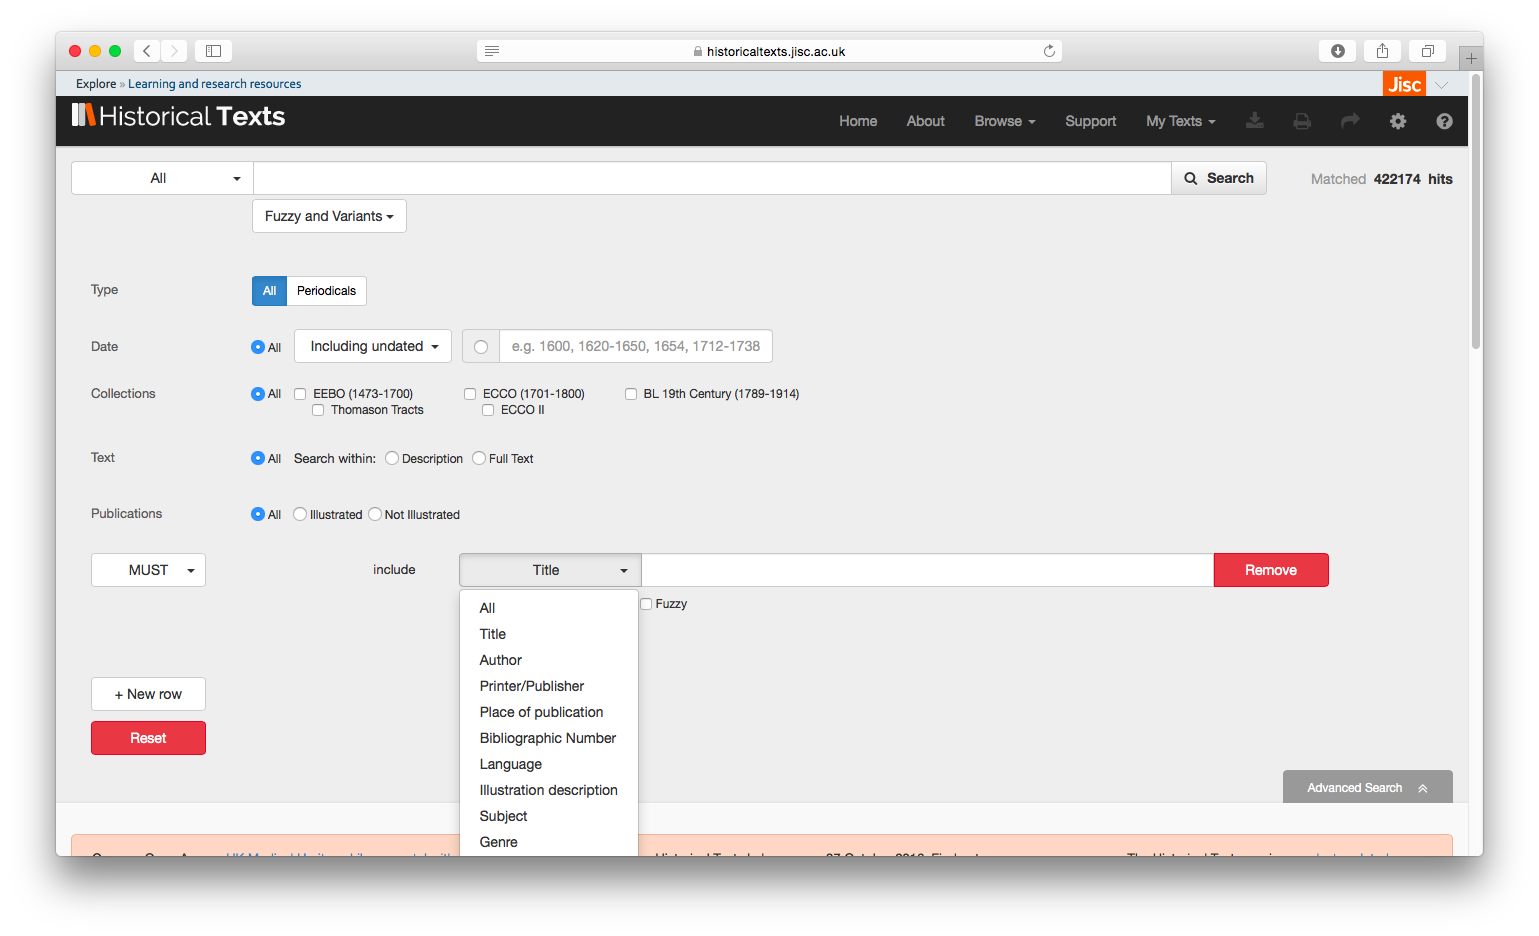 historicaltexts.jisc.ac.uk
Explore » Learning and research resources
Jisc
Historical Texts
Home About Browse Support My Texts
All
Search
Matched 422174 hits
Fuzzy and Variants
Type
All Periodicals
Date
All Including undated e.g. 1600, 1620-1650, 1654, 1712-1738
Collections
All EEBO (1473-1700) ECCO (1701-1800) BL 19th Century (1789-1914)
Thomason Tracts ECCO II
Text
All Search within: Description Full Text
Publications
All Illustrated Not Illustrated
MUST include Title Remove
Fuzzy
All
Title
Author
Printer/Publisher
Place of publication
Bibliographic Number
Language
Illustration description
Subject
Genre
+ New row
Reset
Advanced Search